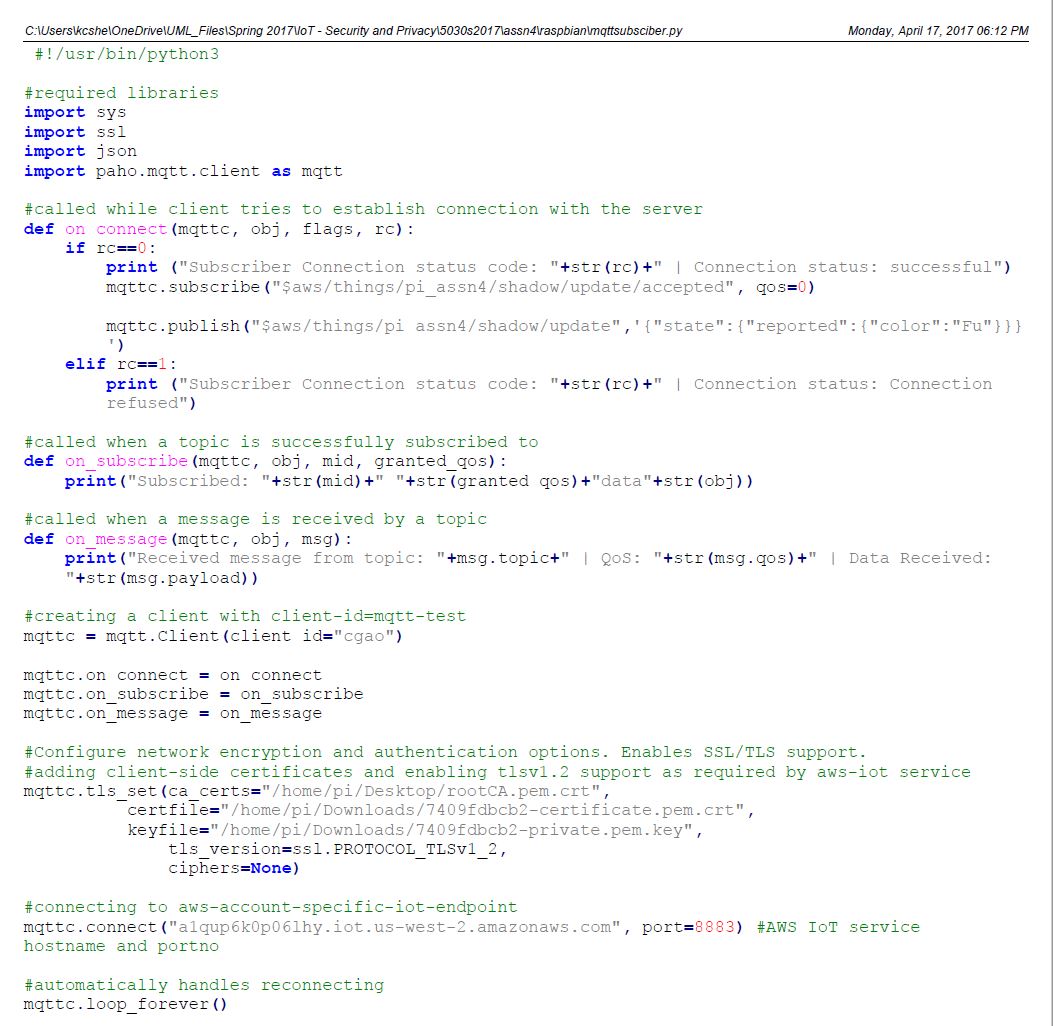 C:\Users\kcshe\OneDrive\UML_Files\Spring 2017\IoT - Security and Privacy\5030s2017\assn4\raspbian\mqttsubsciber.py Monday, April 17, 2017 06:12 PM
#!/usr/bin/python3
#required libraries
import sys
import ssl
import json
import paho.mqtt.client as mqtt
#called while client tries to establish connection with the server
def on_connect(mqttc, obj, flags, rc):
    if rc==0:
        print ("Subscriber Connection status code: "+str(rc)+" | Connection status: successful")
        mqttc.subscribe("$aws/things/pi_assn4/shadow/update/accepted", qos=0)
        mqttc.publish("$aws/things/pi_assn4/shadow/update",'{"state":{"reported":{"color":"Fu"}}}
        ')
    elif rc==1:
        print ("Subscriber Connection status code: "+str(rc)+" | Connection status: Connection
        refused")
#called when a topic is successfully subscribed to
def on_subscribe(mqttc, obj, mid, granted_qos):
    print("Subscribed: "+str(mid)+" "+str(granted_qos)+"data"+str(obj))
#called when a message is received by a topic
def on_message(mqttc, obj, msg):
    print("Received message from topic: "+msg.topic+" | QoS: "+str(msg.qos)+" | Data Received:
    "+str(msg.payload))
#creating a client with client-id=mqtt-test
mqttc = mqtt.Client(client_id="cgao")
mqttc.on_connect = on_connect
mqttc.on_subscribe = on_subscribe
mqttc.on_message = on_message
#Configure network encryption and authentication options. Enables SSL/TLS support.
#adding client-side certificates and enabling tlsv1.2 support as required by aws-iot service
mqttc.tls_set(ca_certs="/home/pi/Desktop/rootCA.pem.crt",
          certfile="/home/pi/Downloads/7409fdbcb2-certificate.pem.crt",
          keyfile="/home/pi/Downloads/7409fdbcb2-private.pem.key",
              tls_version=ssl.PROTOCOL_TLSv1_2,
              ciphers=None)
#connecting to aws-account-specific-iot-endpoint
mqttc.connect("a1qup6k0p06lhy.iot.us-west-2.amazonaws.com", port=8883) #AWS IoT service
hostname and portno
#automatically handles reconnecting
mqttc.loop_forever()